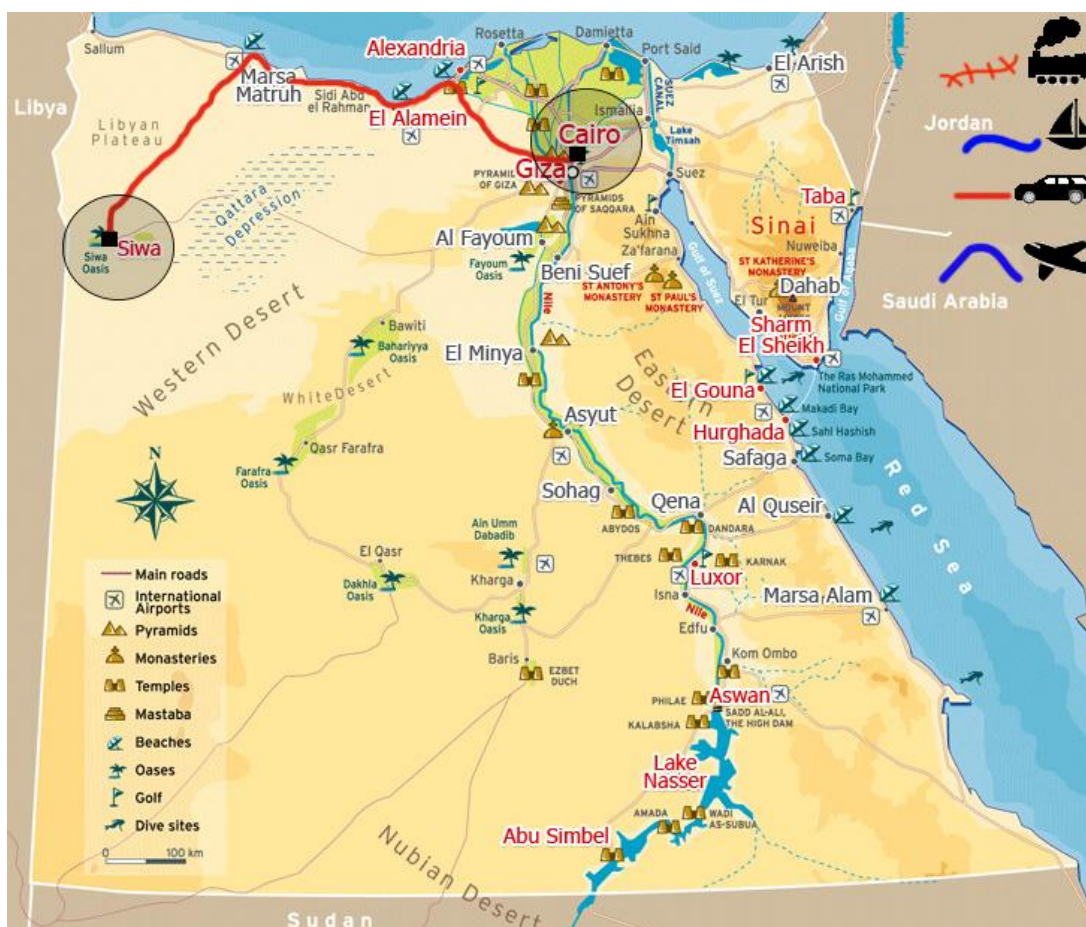 Sallum
Rosetta
Damietta
Alexandria
Port Said
El Arish
Marsa
Matruh
Sidi Abd
el Rahman
El Alamein
Libya
Libyan
Plateau
Ismailia
SUEZ
CANAL
Cairo
Lake
Timsah
Jordan
Giza
PYRAMIDS
OF GIZA
Suez
PYRAMIDS
OF SAQQARA
Qattara
Depression
Siwa
Siwa
Oasis
Al Fayoum
Fayoum
Oasis
Beni Suef
Ain
Sukhna
Za'farana
Taba
Sinai
Nuweiba
ST KATHERINE'S
MONASTERY
Dahab
MOUNT
El Tur
Gulf of Suez
Gulf of Aqaba
Saudi Arabia
ST ANTONY'S
MONASTERY
ST PAUL'S
MONASTERY
Nile
Sharm
El Sheikh
The Ras Mohammed
National Park
Western Desert
Bawiti
Bahariyya
Oasis
White Desert
El Minya
Eastern
Desert
El Gouna
Makadi Bay
Hurghada
Sahl Hashish
Safaga
Soma Bay
Asyut
Qasr Farafra
Farafra
Oasis
N
Sohag
ABYDOS
Qena
DANDARA
Al Quseir
Red Sea
Ain Umm
Dabadib
El Qasr
Dakhla
Oasis
Kharga
Kharga
Oasis
THEBES
KARNAK
Luxor
Isna
Nile
Edfu
Marsa Alam
Baris
EZBET
DUCH
Kom Ombo
PHILAE
Aswan
KALABSHA
SADD AL-ALI,
THE HIGH DAM
Lake
Nasser
AMADA
WADI
AS-SUBUA
Abu Simbel
Nubian Desert
Sudan
Main roads
International
Airports
Pyramids
Monasteries
Temples
Mastaba
Beaches
Oases
Golf
Dive sites
0 100 km